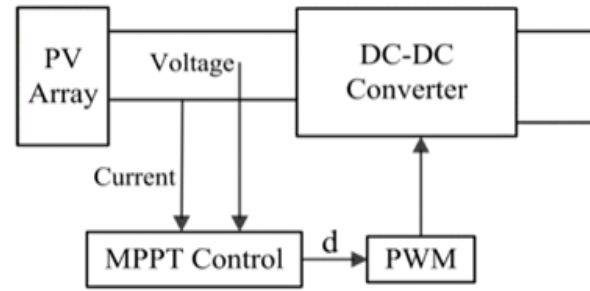 PV
Array
Voltage
DC-DC
Converter
Current
MPPT Control
d
PWM